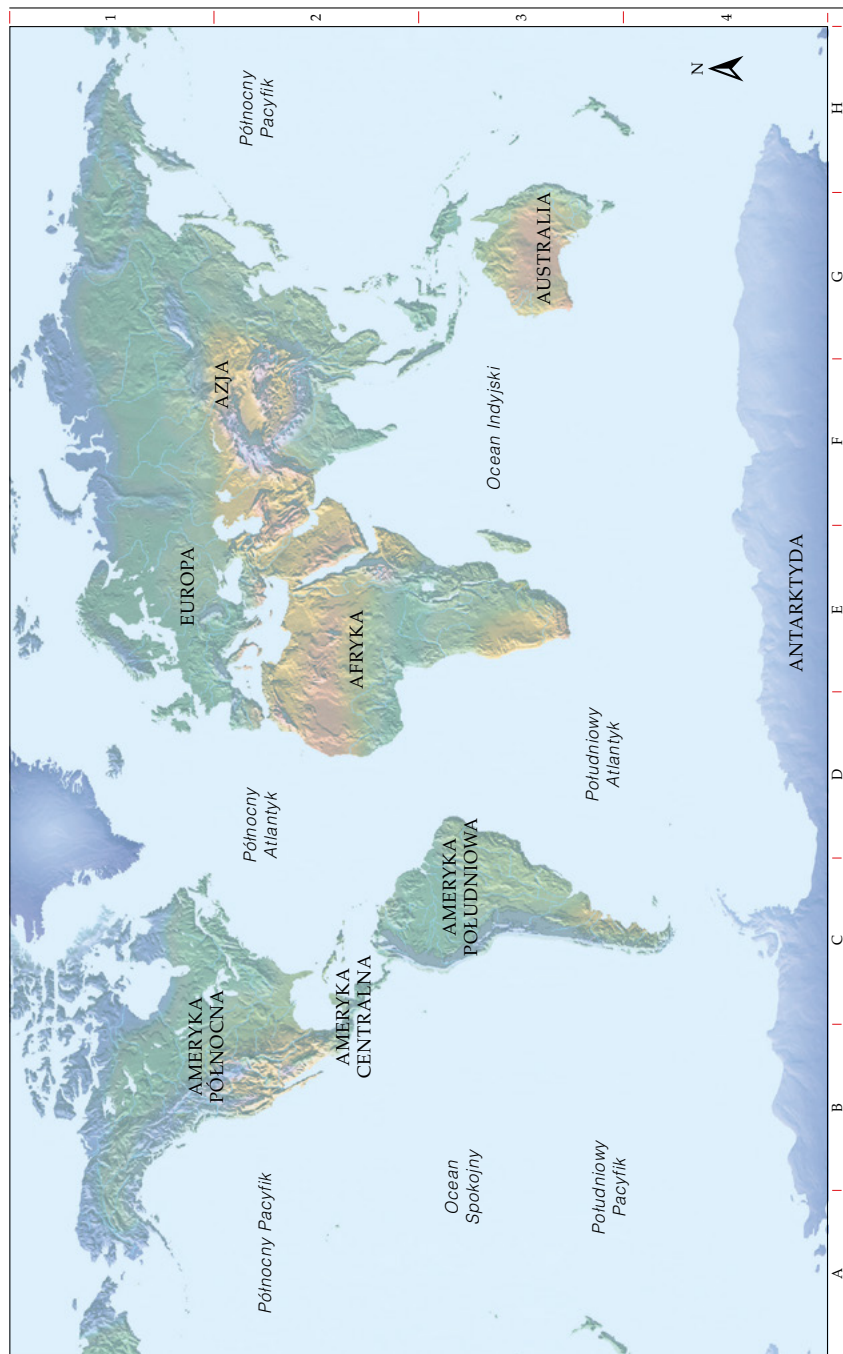 1
2
3
4
A
B
C
D
E
F
G
H
N
Północny
Pacyfik
AZJA
EUROPA
AMERYKA
PÓŁNOCNA
Północny
Atlantyk
Północny Pacyfik
AMERYKA
CENTRALNA
AFRYKA
AMERYKA
POŁUDNIOWA
Ocean
Spokojny
Ocean Indyjski
AUSTRALIA
Południowy
Pacyfik
Południowy
Atlantyk
ANTARKTYDA